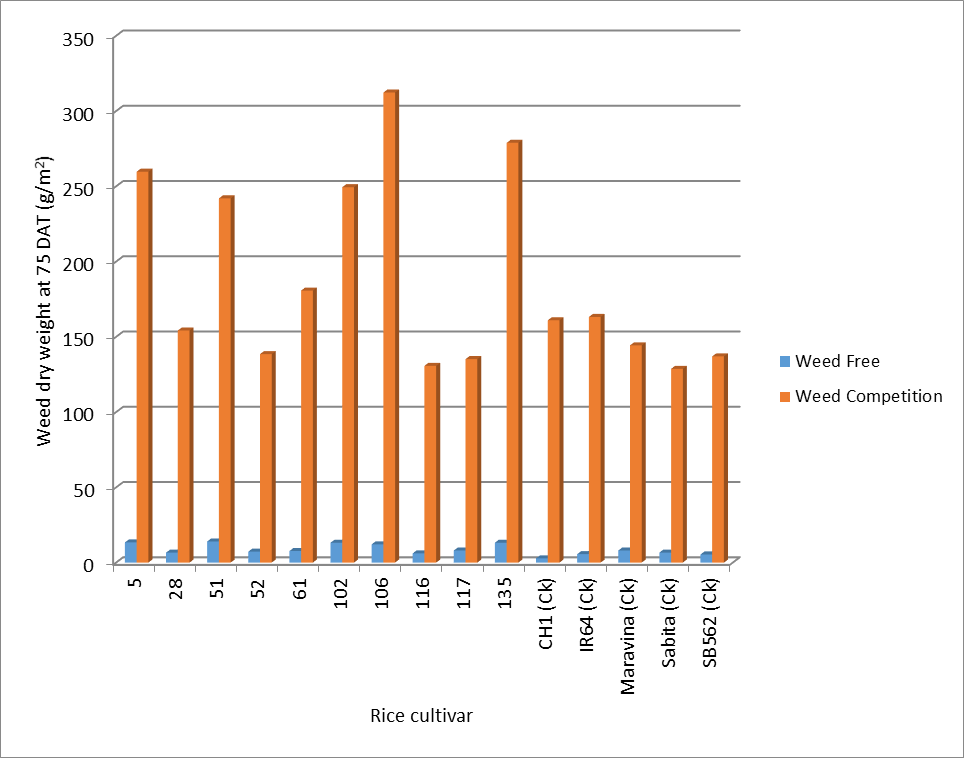 Weed dry weight at 75 DAT (g/m²)
350
300
250
200
150
100
50
0
5
28
51
52
61
102
106
116
117
135
CH1 (Ck)
IR64 (Ck)
Maravina (Ck)
Sabita (Ck)
SB562 (Ck)
Rice cultivar
Weed Free
Weed Competition